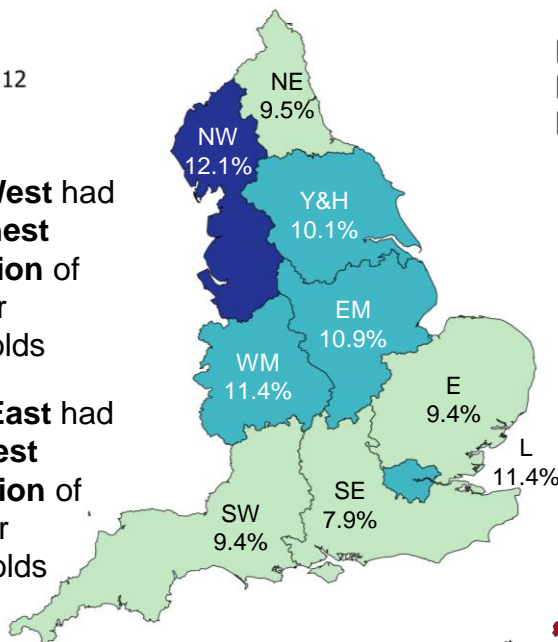 12
NE
9.5%
NW
12.1%
Y&H
10.1%
EM
10.9%
WM
11.4%
E
9.4%
L
11.4%
SE
7.9%
SW
9.4%
West had
est
ion of
r
olds
East had
est
ion of
r
olds